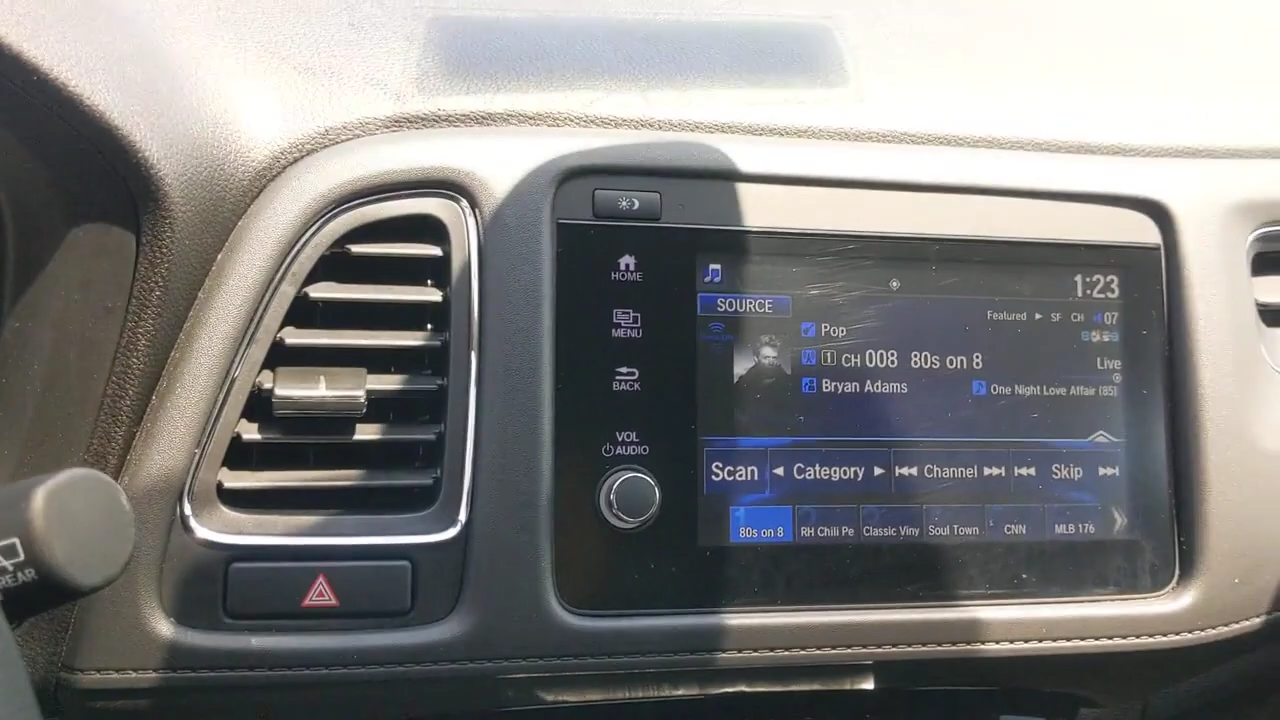 HOME
MENU
BACK
VOL
AUDIO
REAR
1:23
SOURCE
Featured ▶ SF CH 07
Pop
1 CH 008 80s on 8
Live
Bryan Adams
One Night Love Affair (85)
Scan ◀ Category ▶ Channel Skip
80s on 8 RH Chili Pe Classic Viny Soul Town CNN MLB 176